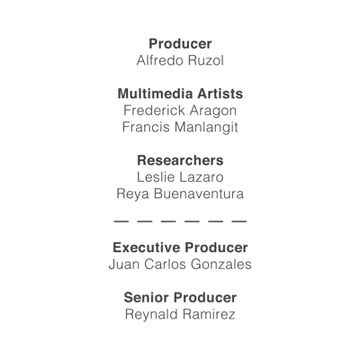 Producer
Alfredo Ruzol
Multimedia Artists
Frederick Aragon
Francis Manlangit
Researchers
Leslie Lazaro
Reya Buenaventura
— — — — — —
Executive Producer
Juan Carlos Gonzales
Senior Producer
Reynald Ramirez